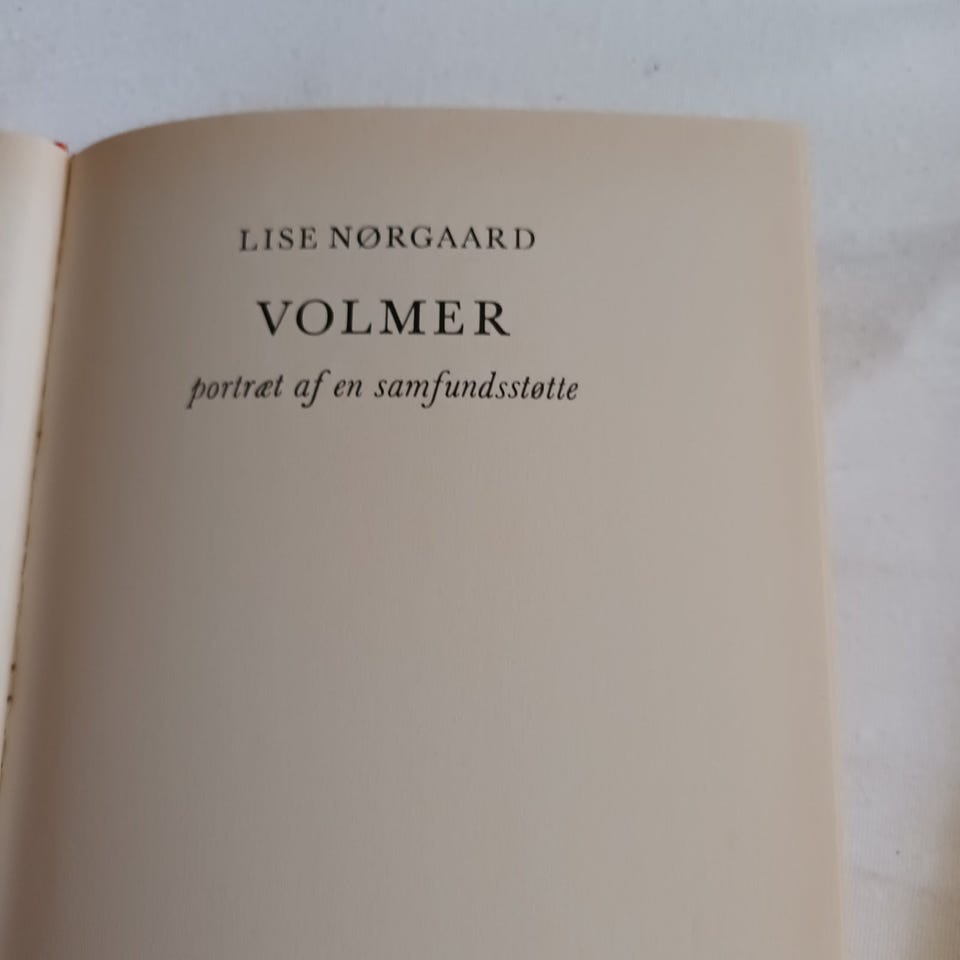 LISE NØRGAARD
VOLMER
portræt af en samfundsstøtte